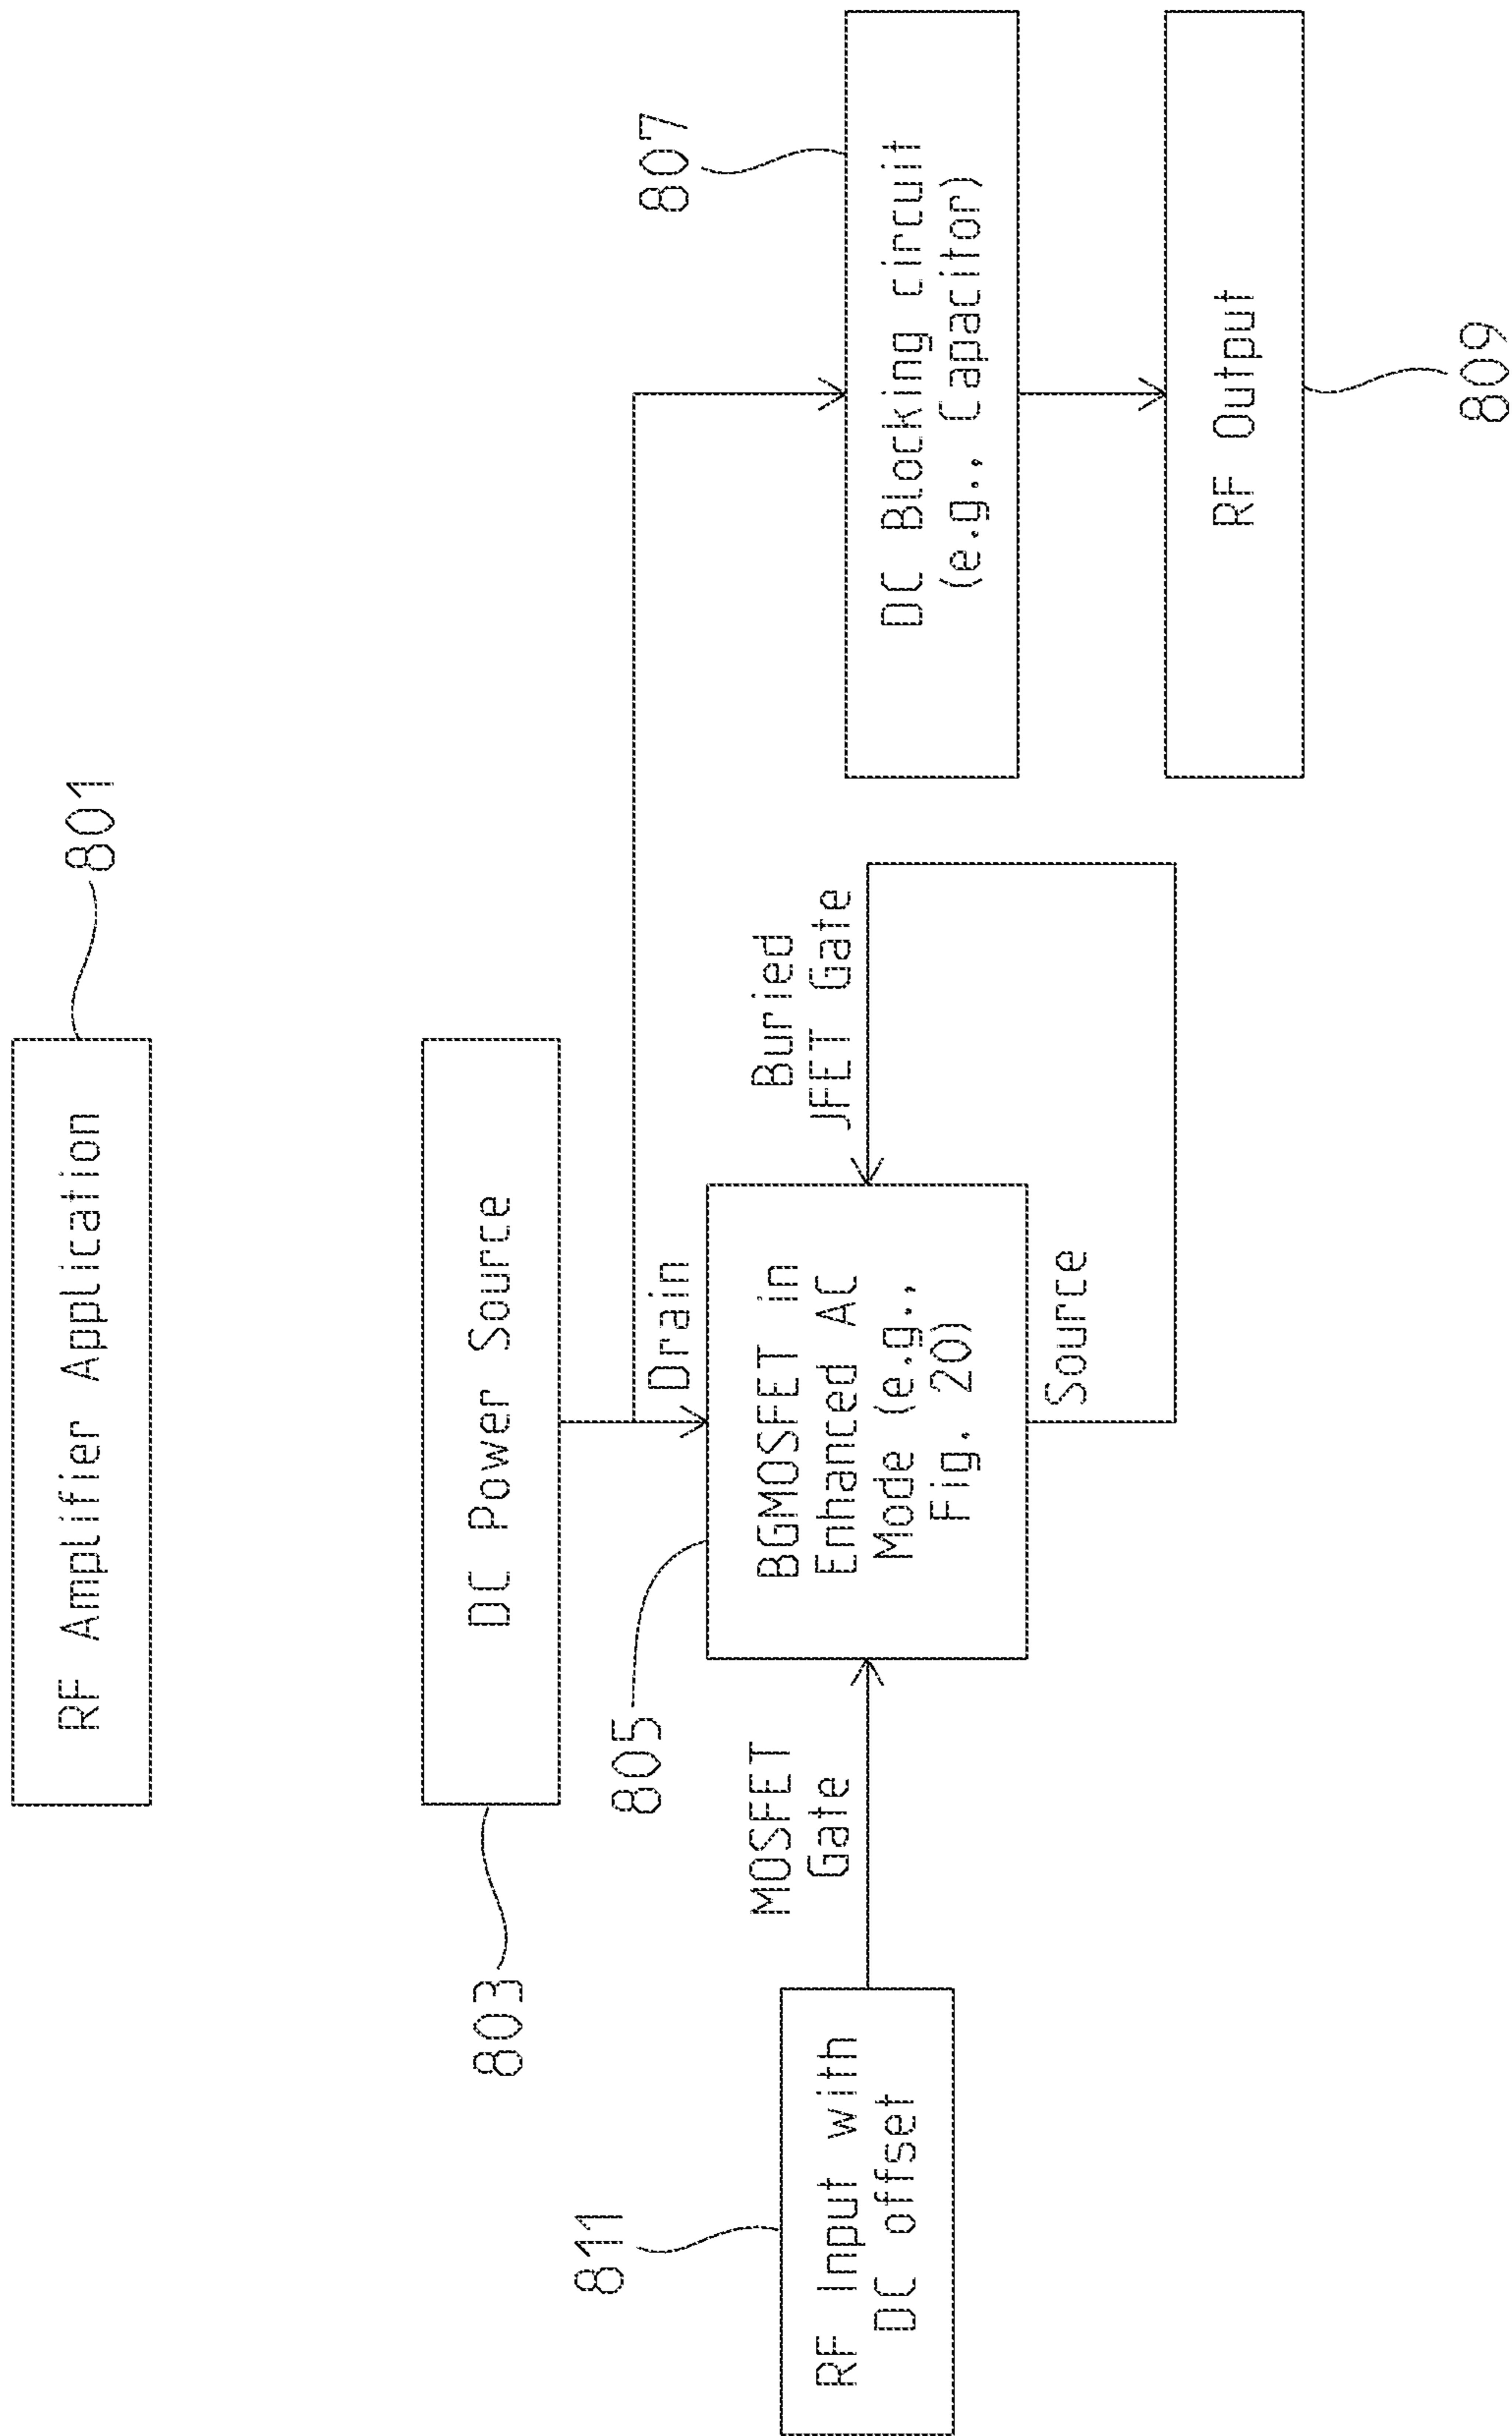 RF Amplifier Application
801
DC Power Source
803
Drain
805
BGMOSFET in
Enhanced AC
Mode (e.g.,
Fig. 20)
MOSFET
Gate
811
RF Input with
DC offset
Buried
JFET Gate
Source
807
DC Blocking circuit
(e.g., Capacitor)
RF Output
809